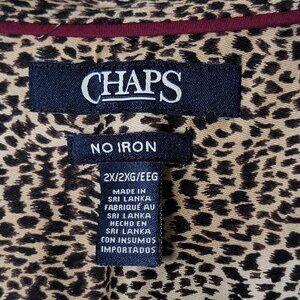 CHAPS
NO IRON
2X/2XG/EEG
MADE IN
SRI LANKA
FABRIQUÉ AU
SRI LANKA
HECHO EN
SRI LANKA
CON INSUMOS
IMPORTADOS